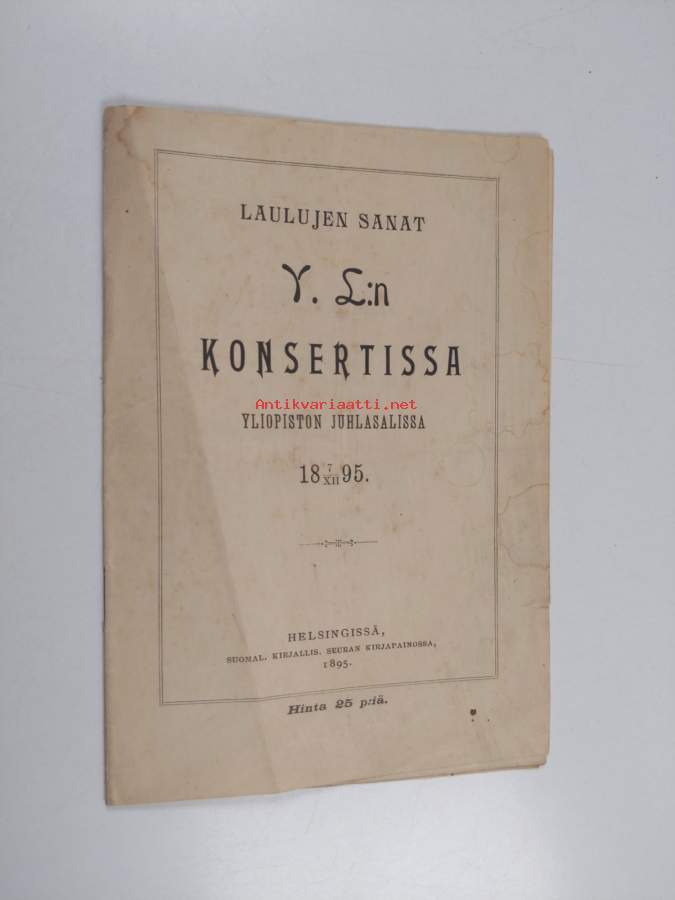 LAULUJEN SANAT
Y. L:n
KONSERTISSA
Antikvariaatti.net
YLIOPISTON JUHLASALISSA
18 7/XII 95.
HELSINGISSÄ,
SUOMAL. KIRJALLIS. SEURAN KIRJAPAINOSSA,
1895.
Hinta 25 p:iä.